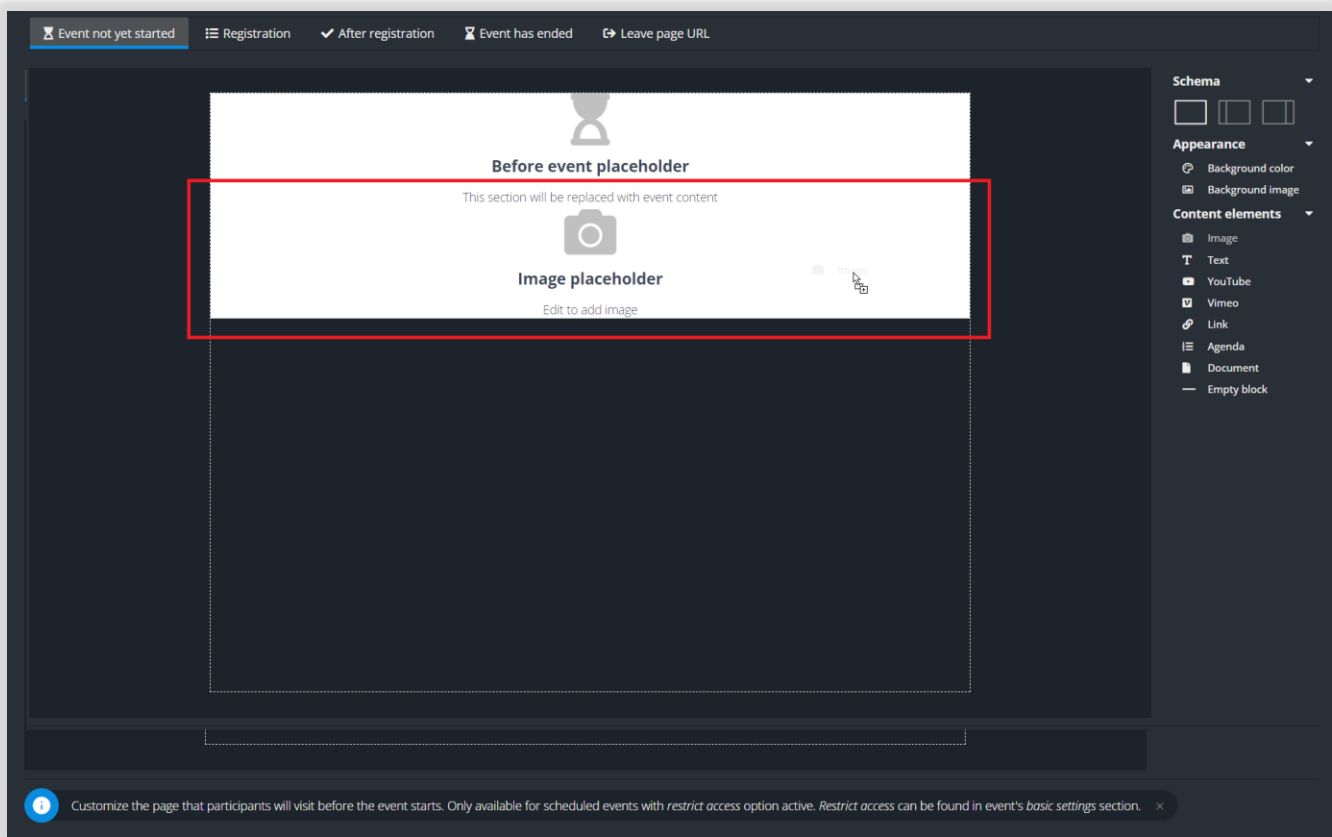 Event not yet started
Registration
After registration
Event has ended
Leave page URL
Schema
Appearance
Background color
Background image
Content elements
Image
Text
YouTube
Vimeo
Link
Agenda
Document
Empty block
Before event placeholder
This section will be replaced with event content
Image placeholder
Image
Edit to add image
Customize the page that participants will visit before the event starts. Only available for scheduled events with restrict access option active. Restrict access can be found in event's basic settings section.